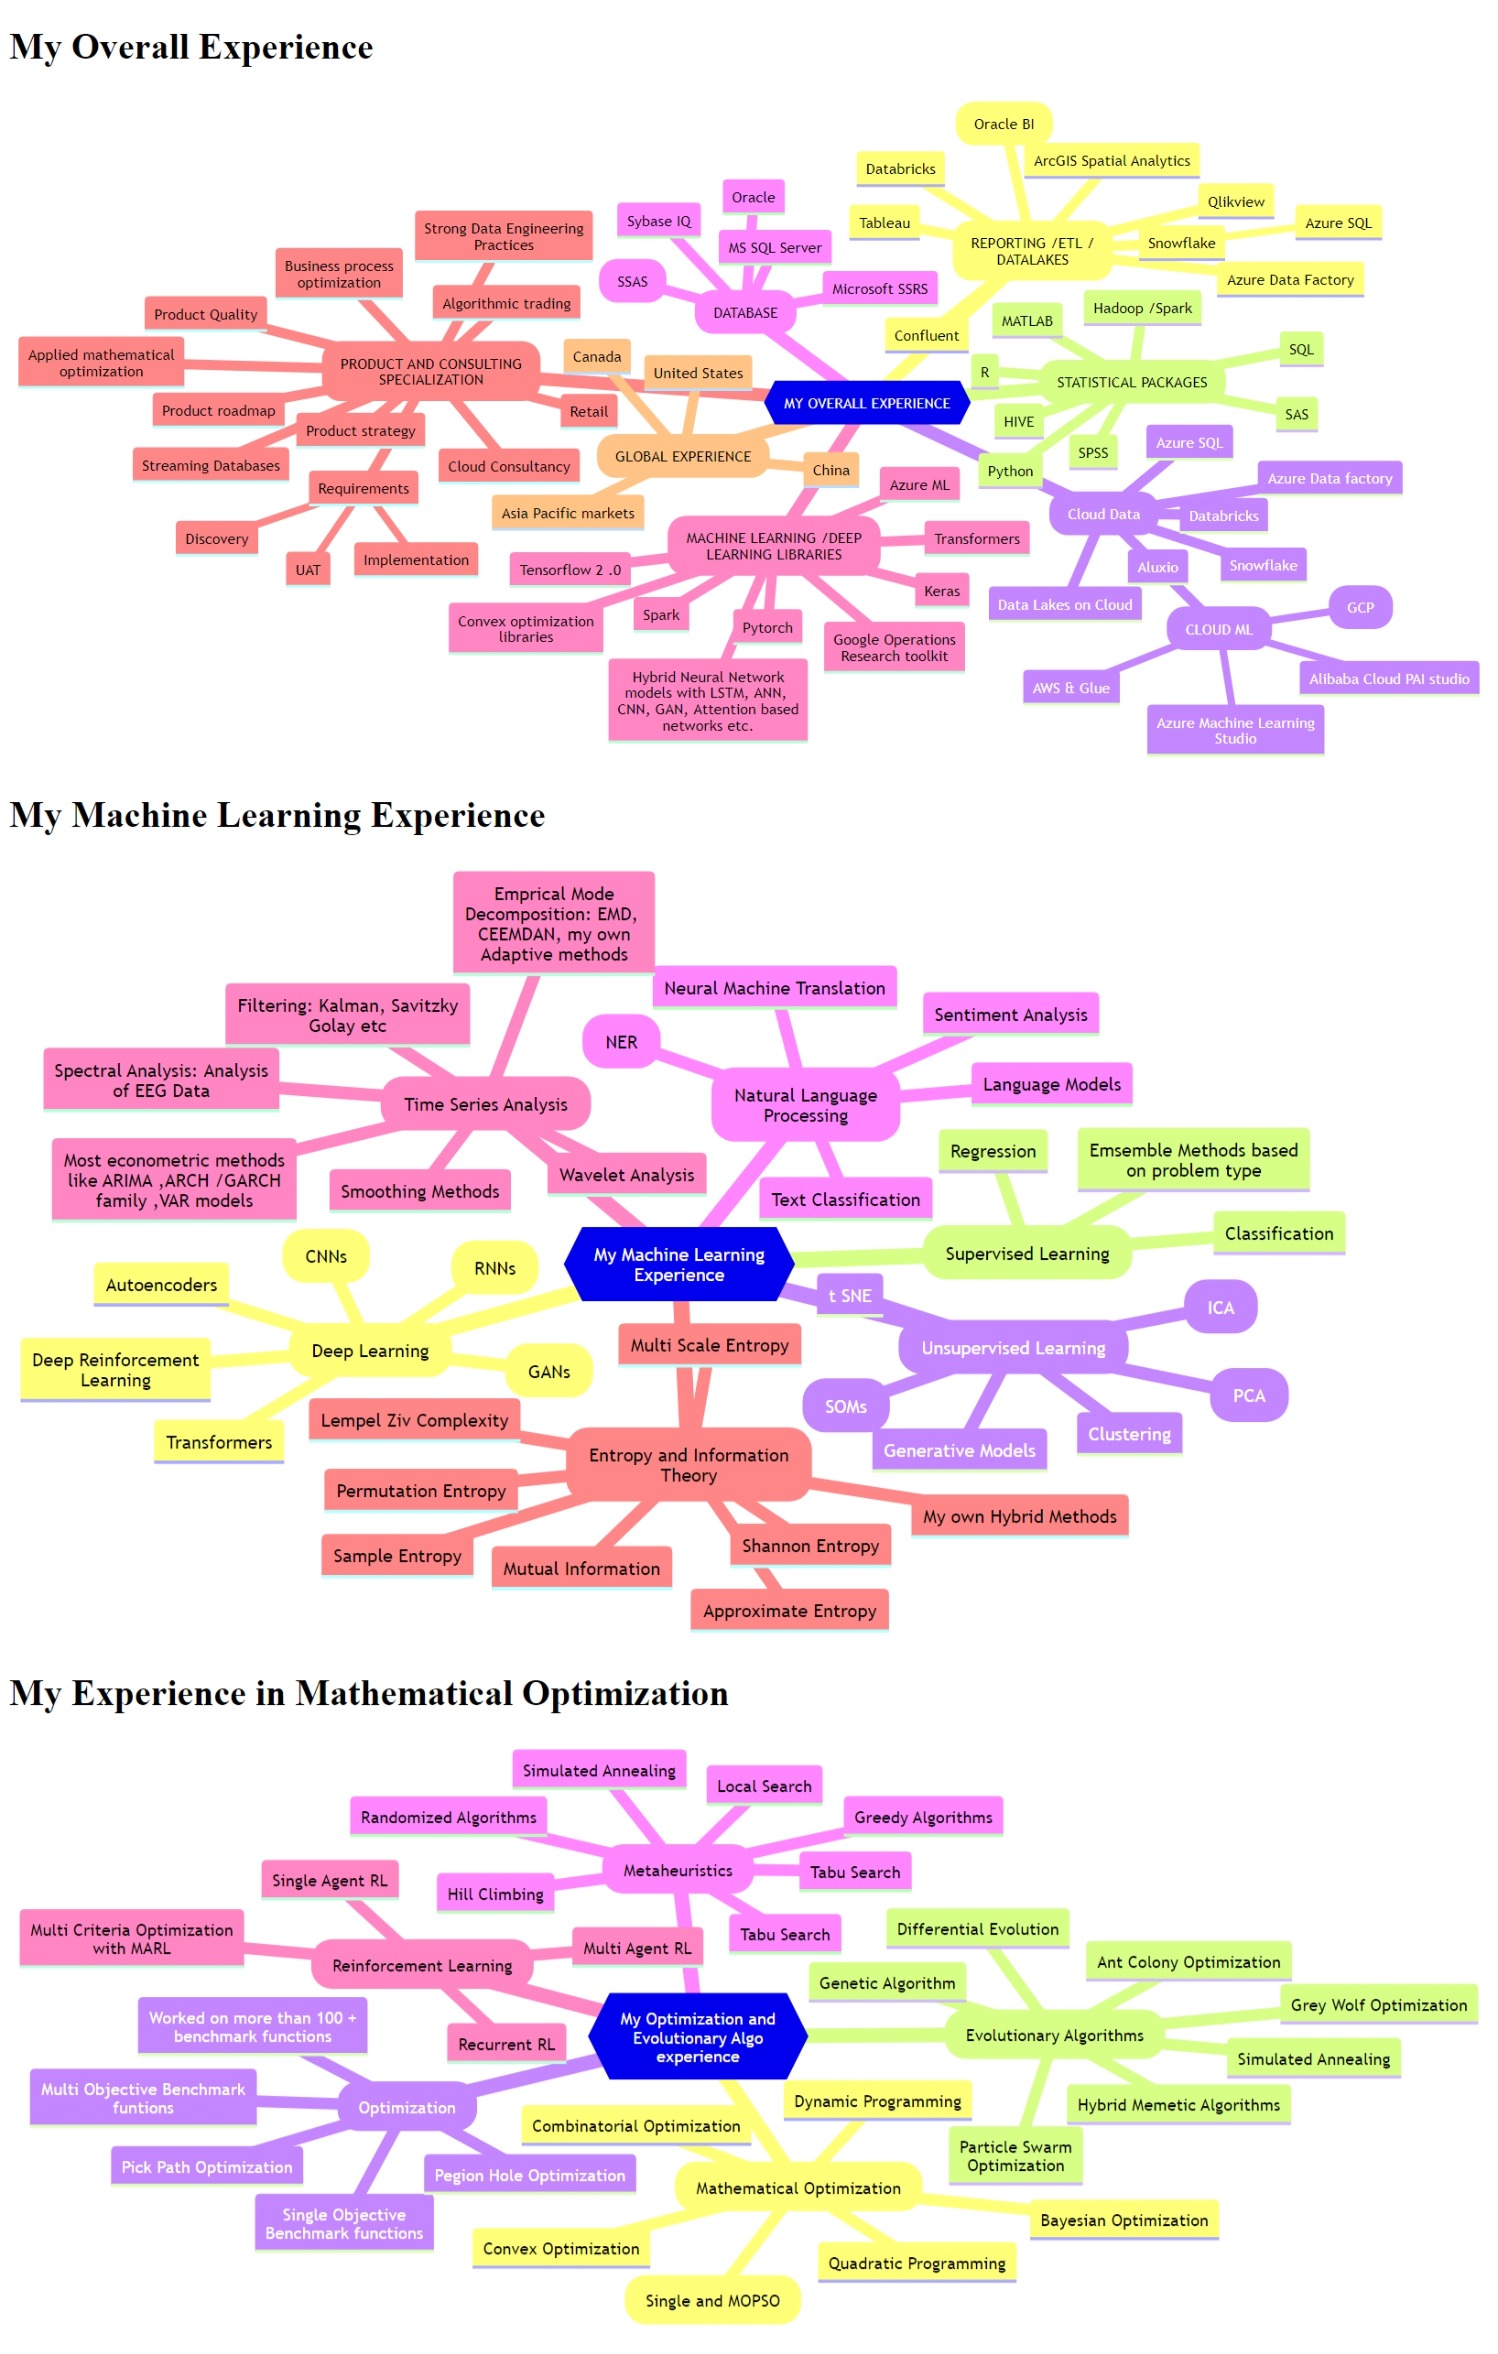 My Overall Experience
Oracle BI
ArcGIS Spatial Analytics
Databricks
Qlikview
Tableau
Azure SQL
REPORTING /ETL /
DATALAKES
Snowflake
Azure Data Factory
Confluent
Oracle
Sybase IQ
MS SQL Server
SSAS
Microsoft SSRS
DATABASE
Strong Data Engineering
Practices
Business process
optimization
Algorithmic trading
Product Quality
Applied mathematical
optimization
PRODUCT AND CONSULTING
SPECIALIZATION
Product roadmap
Retail
Product strategy
Streaming Databases
Cloud Consultancy
Requirements
Discovery
UAT
Implementation
Canada
United States
GLOBAL EXPERIENCE
China
Asia Pacific markets
MY OVERALL EXPERIENCE
MATLAB
Hadoop /Spark
SQL
R
STATISTICAL PACKAGES
HIVE
SAS
SPSS
Python
Azure SQL
Azure Data factory
Cloud Data
Databricks
Aluxio
Snowflake
Data Lakes on Cloud
GCP
CLOUD ML
AWS & Glue
Alibaba Cloud PAI studio
Azure Machine Learning
Studio
Azure ML
MACHINE LEARNING /DEEP
LEARNING LIBRARIES
Transformers
Tensorflow 2 .0
Keras
Convex optimization
libraries
Spark
Pytorch
Google Operations
Research toolkit
Hybrid Neural Network
models with LSTM, ANN,
CNN, GAN, Attention based
networks etc.
My Machine Learning Experience
Emprical Mode
Decomposition: EMD,
CEEMDAN, my own
Adaptive methods
Filtering: Kalman, Savitzky
Golay etc
Spectral Analysis: Analysis
of EEG Data
Time Series Analysis
Most econometric methods
like ARIMA ,ARCH /GARCH
family ,VAR models
Smoothing Methods
Wavelet Analysis
Neural Machine Translation
Sentiment Analysis
NER
Language Models
Natural Language
Processing
Text Classification
Regression
Emsemble Methods based
on problem type
Classification
Supervised Learning
My Machine Learning
Experience
CNNs
RNNs
Autoencoders
Deep Learning
Deep Reinforcement
Learning
GANs
Transformers
t SNE
ICA
Unsupervised Learning
SOMs
PCA
Generative Models
Clustering
Multi Scale Entropy
Lempel Ziv Complexity
Entropy and Information
Theory
Permutation Entropy
My own Hybrid Methods
Sample Entropy
Mutual Information
Shannon Entropy
Approximate Entropy
My Experience in Mathematical Optimization
Simulated Annealing
Local Search
Randomized Algorithms
Greedy Algorithms
Metaheuristics
Tabu Search
Hill Climbing
Tabu Search
Single Agent RL
Multi Criteria Optimization
with MARL
Reinforcement Learning
Multi Agent RL
Recurrent RL
Differential Evolution
Ant Colony Optimization
Genetic Algorithm
Grey Wolf Optimization
Evolutionary Algorithms
Simulated Annealing
Hybrid Memetic Algorithms
Particle Swarm
Optimization
My Optimization and
Evolutionary Algo
experience
Worked on more than 100 +
benchmark functions
Multi Objective Benchmark
funtions
Optimization
Pick Path Optimization
Pegion Hole Optimization
Single Objective
Benchmark functions
Dynamic Programming
Combinatorial Optimization
Mathematical Optimization
Bayesian Optimization
Convex Optimization
Quadratic Programming
Single and MOPSO